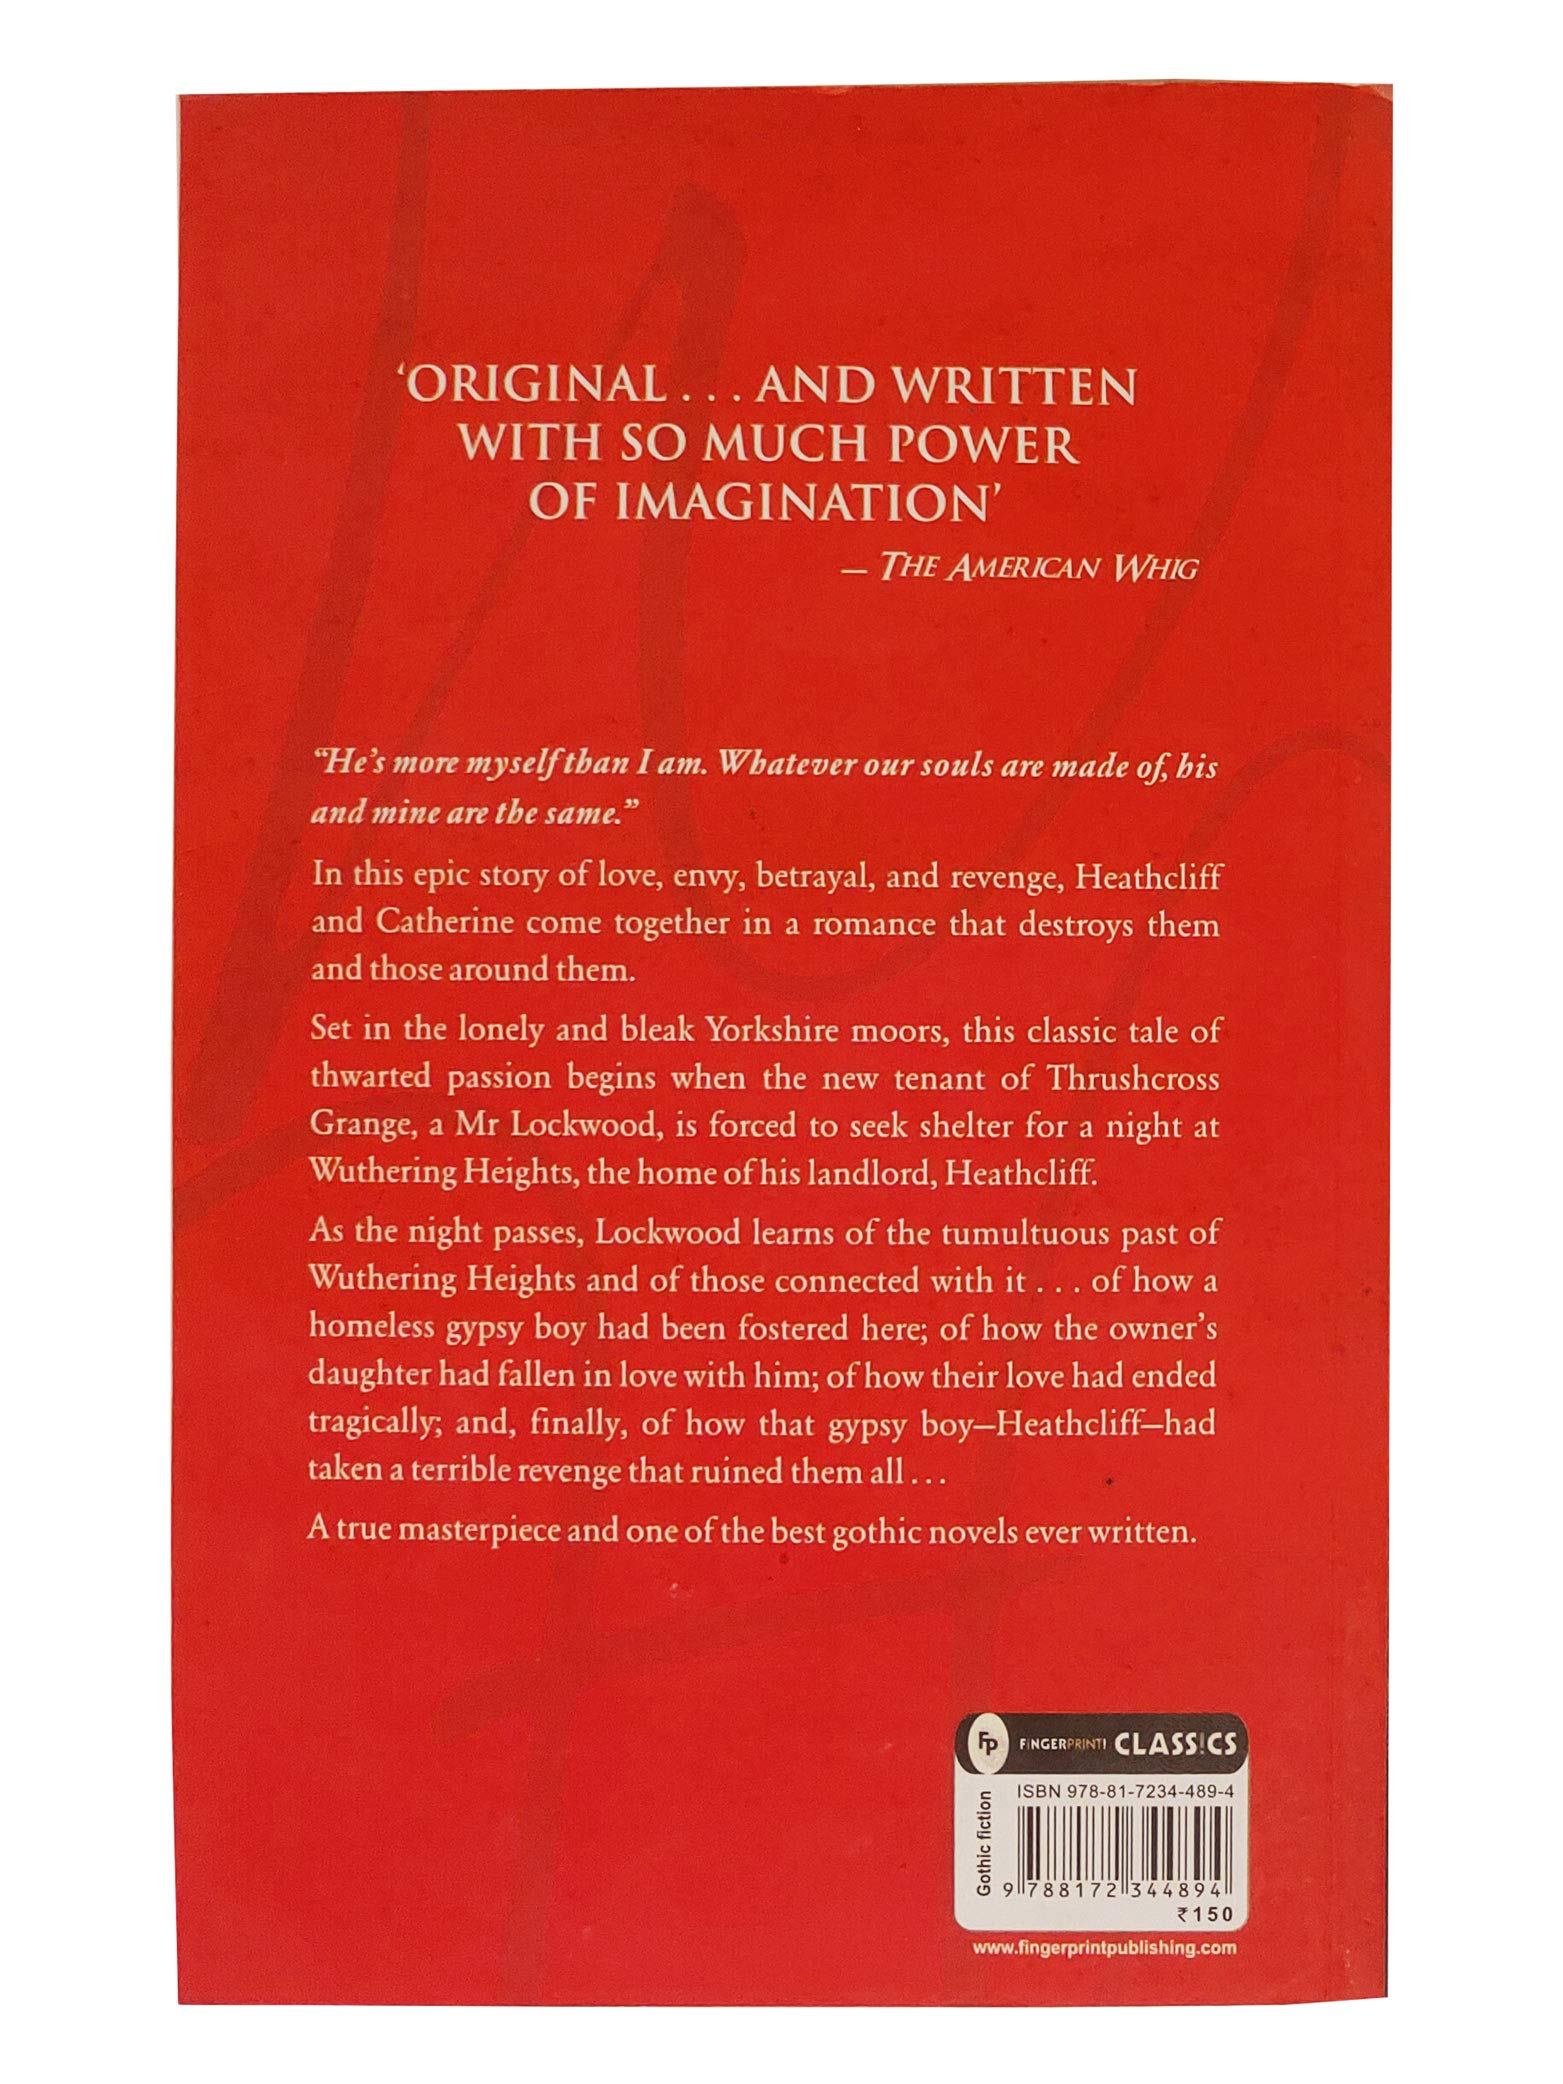 ‘ORIGINAL . . . AND WRITTEN
WITH SO MUCH POWER
OF IMAGINATION’
– THE AMERICAN WHIG
“He’s more myself than I am. Whatever our souls are made of, his
and mine are the same.”
In this epic story of love, envy, betrayal, and revenge, Heathcliff
and Catherine come together in a romance that destroys them
and those around them.
Set in the lonely and bleak Yorkshire moors, this classic tale of
thwarted passion begins when the new tenant of Thrushcross
Grange, a Mr Lockwood, is forced to seek shelter for a night at
Wuthering Heights, the home of his landlord, Heathcliff.
As the night passes, Lockwood learns of the tumultuous past of
Wuthering Heights and of those connected with it . . . of how a
homeless gypsy boy had been fostered here; of how the owner’s
daughter had fallen in love with him; of how their love had ended
tragically; and, finally, of how that gypsy boy—Heathcliff—had
taken a terrible revenge that ruined them all . . .
A true masterpiece and one of the best gothic novels ever written.
FP FINGERPRINT! CLASS!CS
ISBN 978-81-7234-489-4
Gothic fiction
9 788172 344894
₹150
www.fingerprintpublishing.com